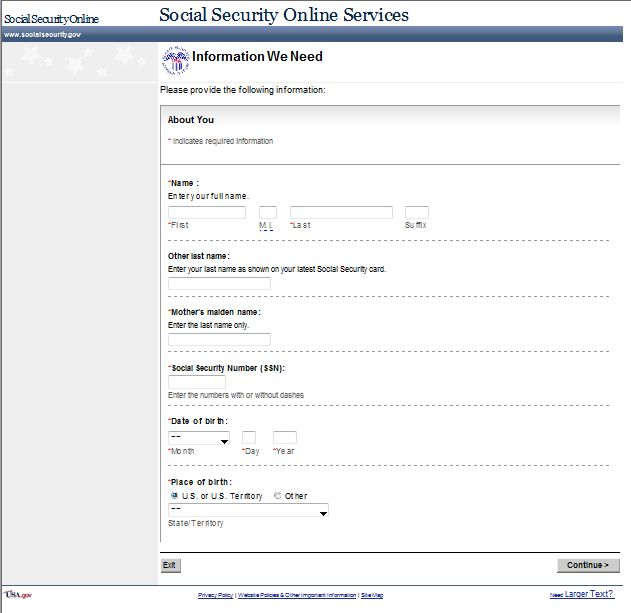 Social Security Online
Social Security Online Services
www.socialsecurity.gov
Information We Need
Please provide the following information:
About You
* Indicates required information
*Name :
Enter your full name.
*First M.I. *Last Suffix
Other last name:
Enter your last name as shown on your latest Social Security card.
*Mother's maiden name:
Enter the last name only.
*Social Security Number (SSN):
Enter the numbers with or without dashes
*Date of birth:
--
*Month *Day *Year
*Place of birth:
U.S. or U.S. Territory Other
--
State/Territory
Exit Continue >
USA.gov Privacy Policy | Website Policies & Other Important Information | Site Map Need Larger Text?